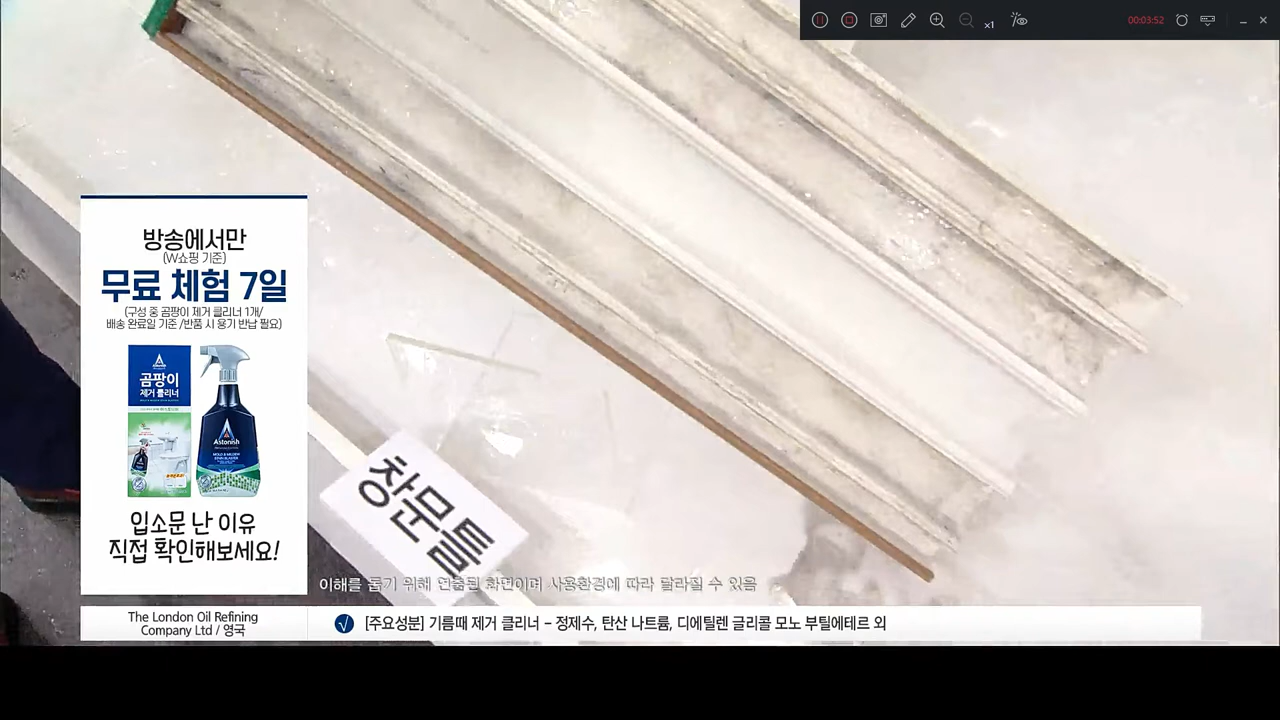 x1
00:03:52
방송에서만
(W쇼핑 기준)
무료 체험 7일
(구성 중 곰팡이 제거 클리너 1개/
배송 완료일 기준 /반품 시 용기 반납 필요)
Astonish
곰팡이
제거 클리너
Astonish
MOLD & MILDEW
STAIN BLASTER
입소문 난 이유
직접 확인해보세요!
창문틀
이해를 돕기 위해 연출된 화면이며 사용환경에 따라 달라질 수 있음
The London Oil Refining
Company Ltd / 영국
[주요성분] 기름때 제거 클리너 – 정제수, 탄산 나트륨, 디에틸렌 글리콜 모노 부틸에테르 외